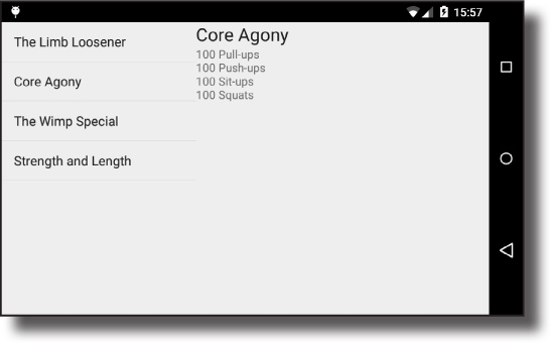 15:57
The Limb Loosener
Core Agony
The Wimp Special
Strength and Length
Core Agony
100 Pull-ups
100 Push-ups
100 Sit-ups
100 Squats